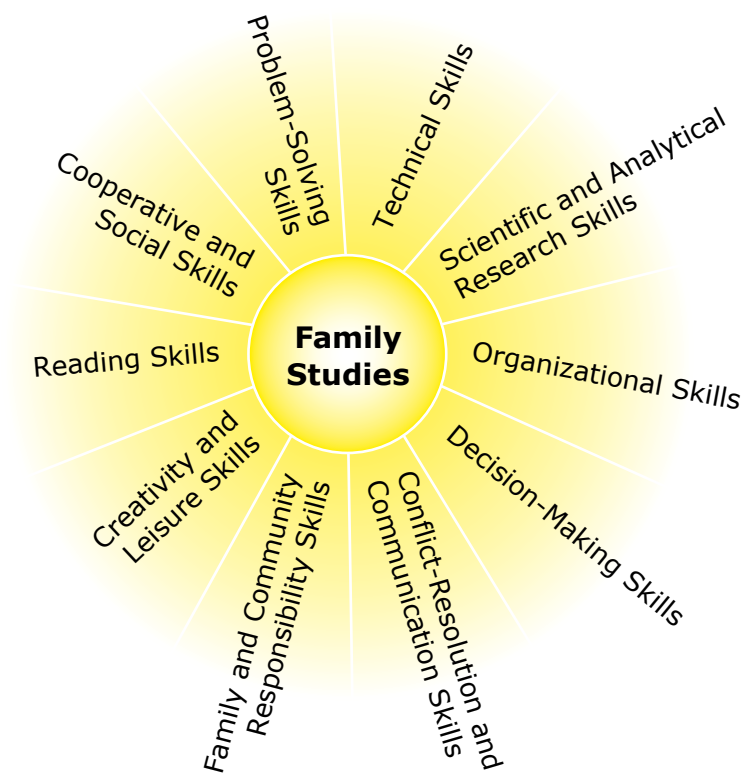 Family
Studies
Problem-Solving
Skills
Technical Skills
Scientific and Analytical
Research Skills
Organizational Skills
Decision-Making Skills
Conflict-Resolution and
Communication Skills
Family and Community
Responsibility Skills
Creativity and
Leisure Skills
Reading Skills
Cooperative and
Social Skills